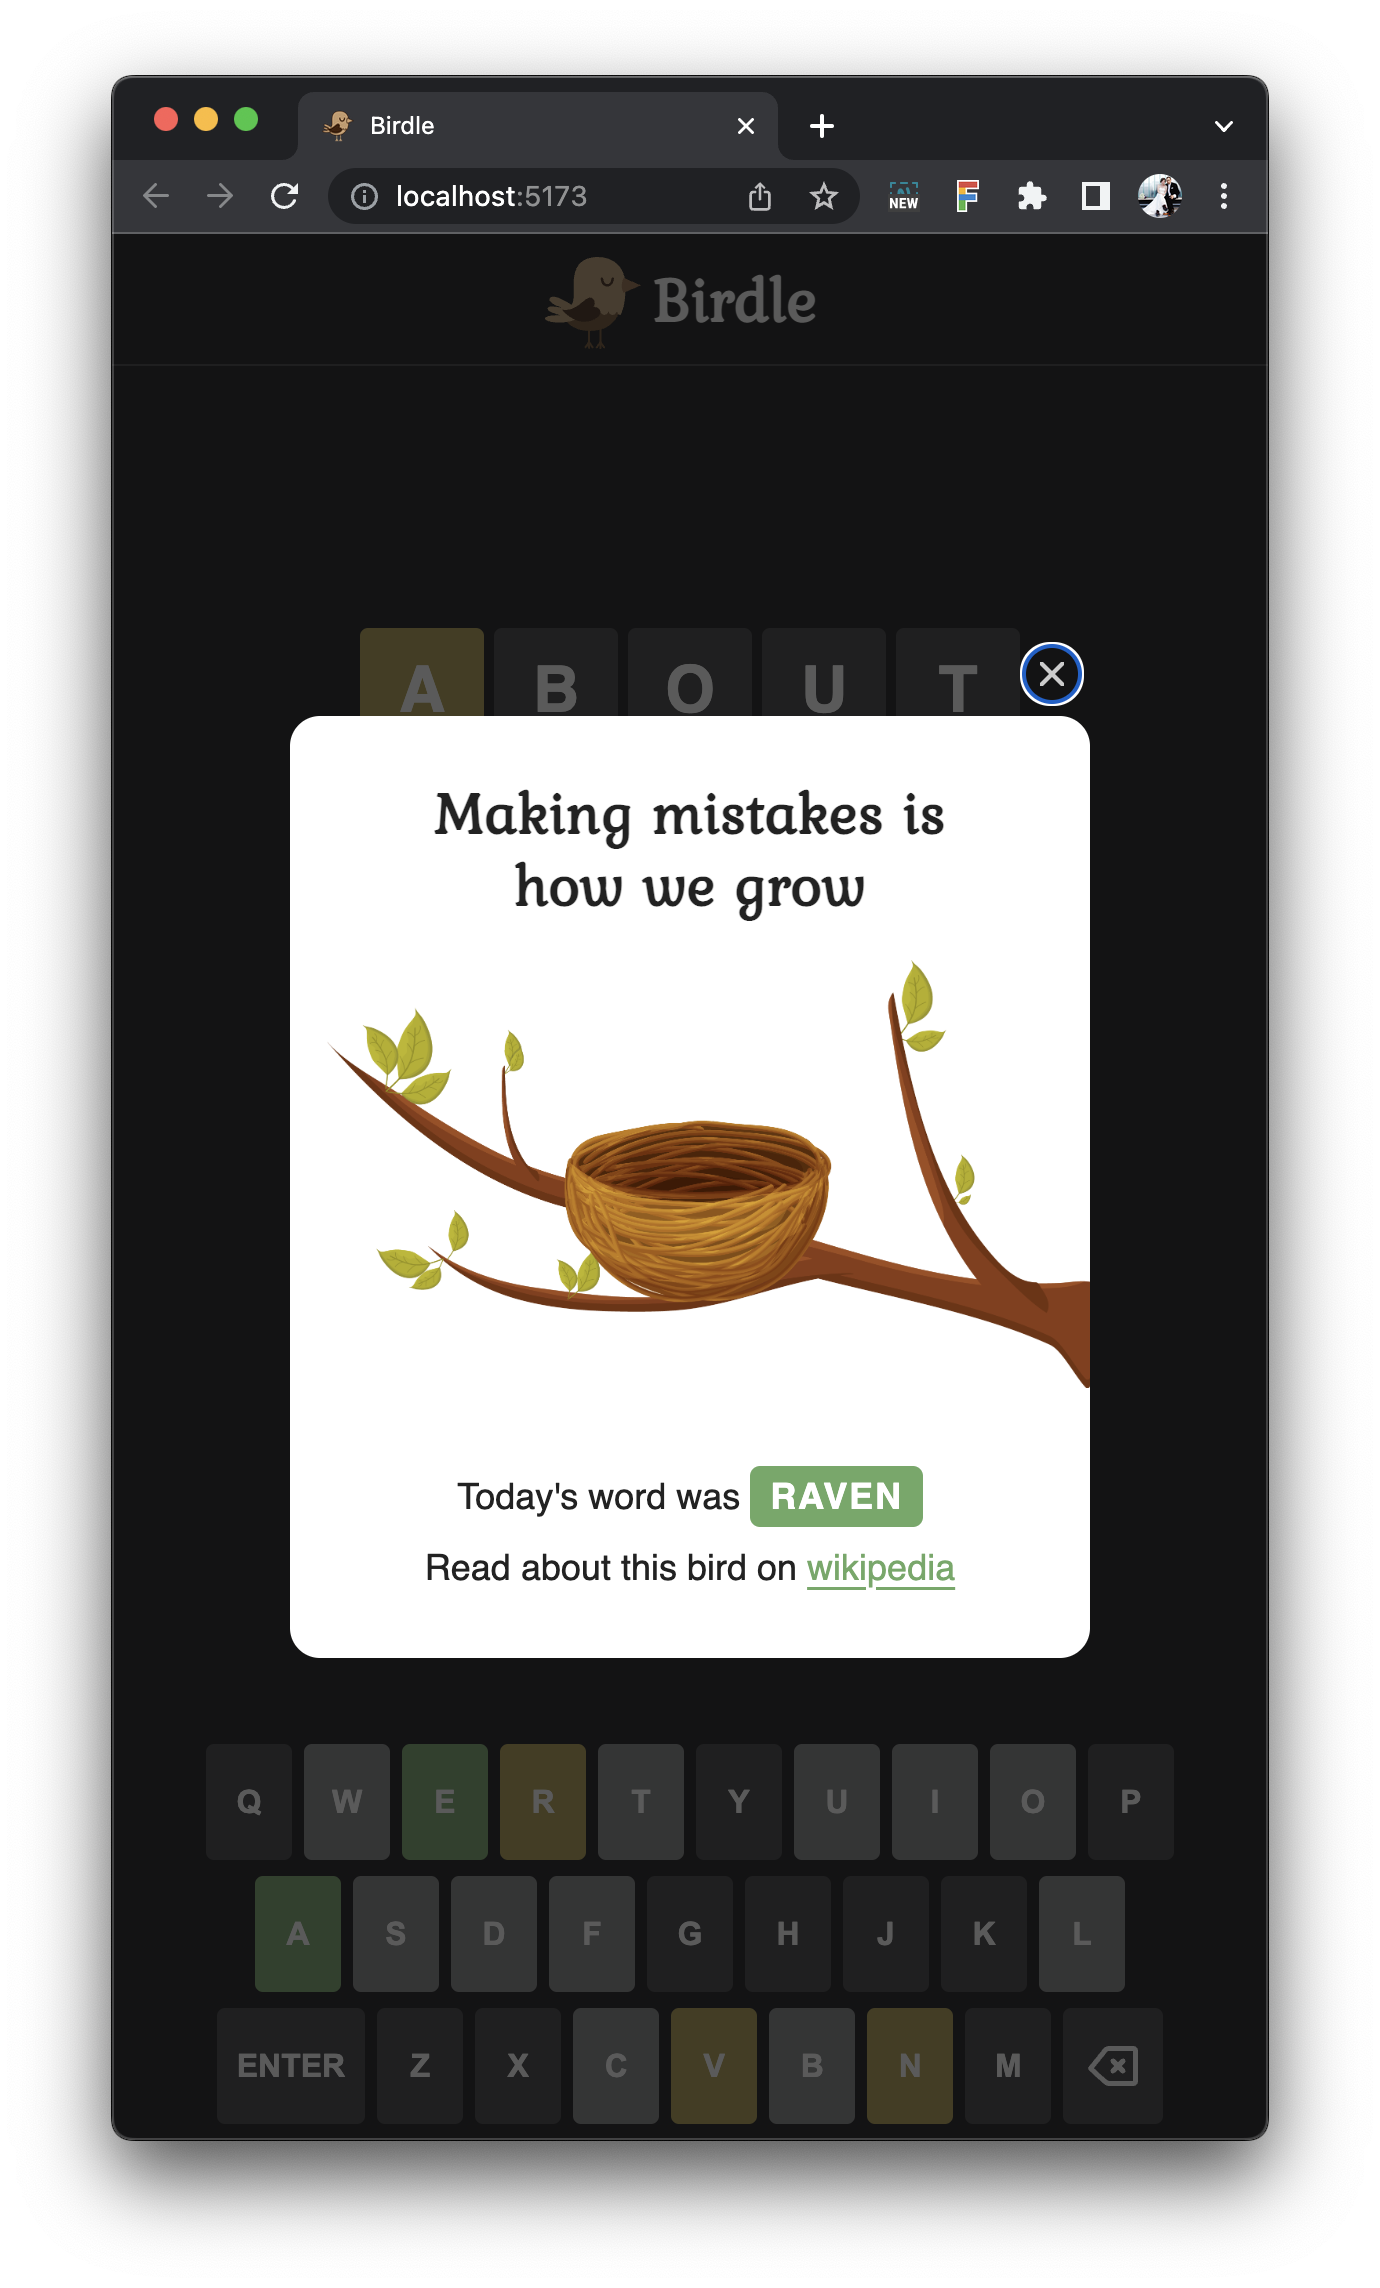 Birdle
localhost:5173
NEW
Birdle
A B O U T
Making mistakes is
how we grow
Today's word was RAVEN
Read about this bird on wikipedia
Q W E R T Y U I O P
A S D F G H J K L
ENTER Z X C V B N M